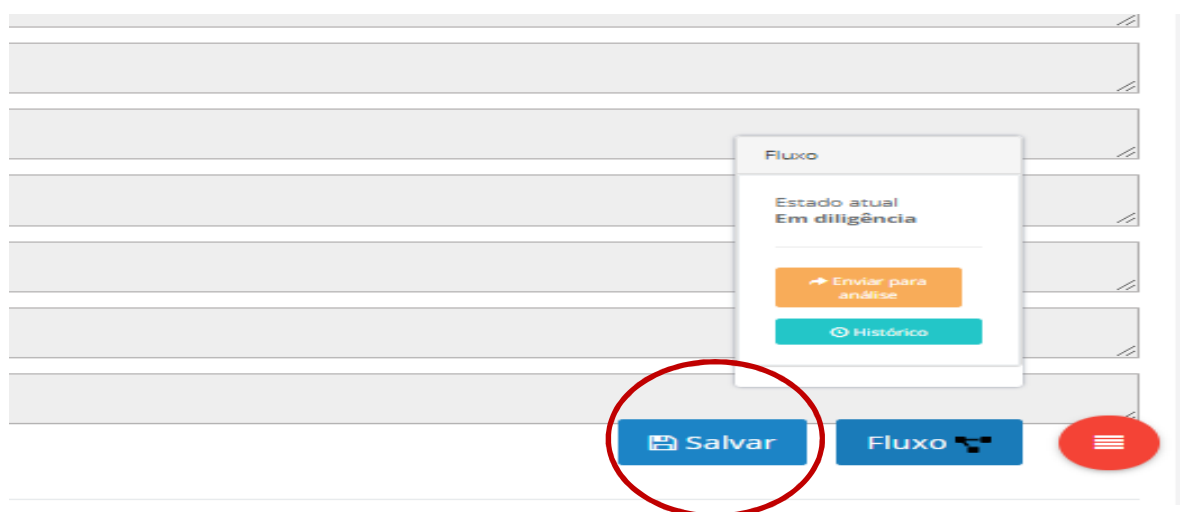 Fluxo
Estado atual
Em diligência
Enviar para
análise
Histórico
Salvar
Fluxo